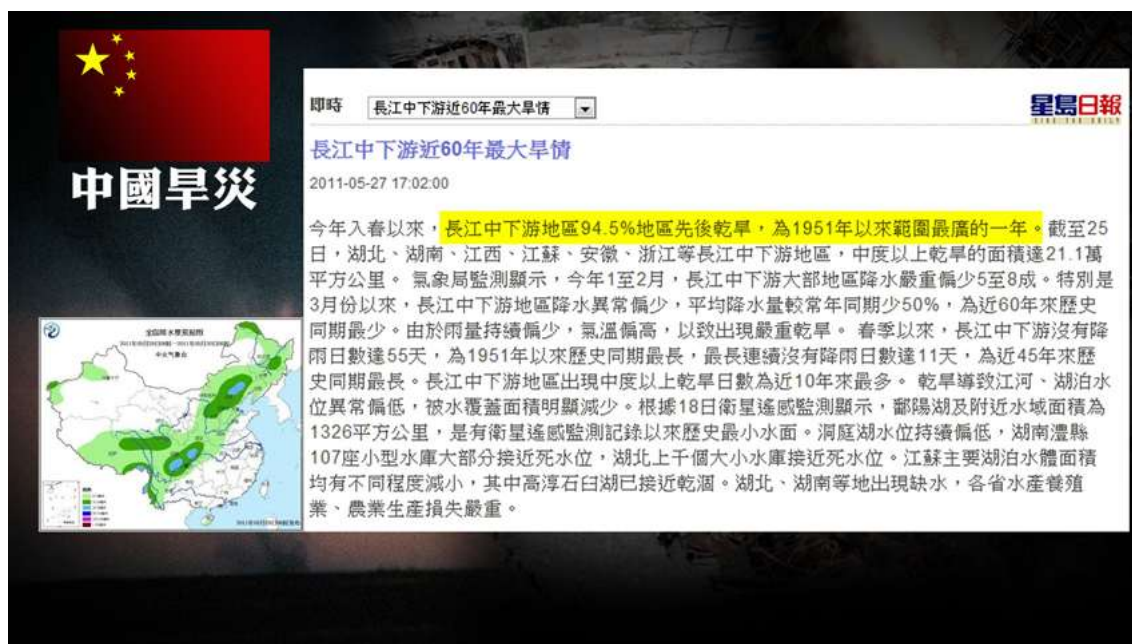 中國旱災
即時 長江中下游近60年最大旱情
星島日報
長江中下游近60年最大旱情
2011-05-27 17:02:00
今年入春以來，長江中下游地區94.5%地區先後乾旱，為1951年以來範圍最廣的一年。截至25
日，湖北、湖南、江西、江蘇、安徽、浙江等長江中下游地區，中度以上乾旱的面積達21.1萬
平方公里。 氣象局監測顯示，今年1至2月，長江中下游大部地區降水嚴重偏少5至8成。特別是
3月份以來，長江中下游地區降水異常偏少，平均降水量較常年同期少50%，為近60年來歷史
同期最少。由於雨量持續偏少，氣溫偏高，以致出現嚴重乾旱。 春季以來，長江中下游沒有降
雨日數達55天，為1951年以來歷史同期最長，最長連續沒有降雨日數達11天，為近45年來歷
史同期最長。長江中下游地區出現中度以上乾旱日數為近10年來最多。 乾旱導致江河、湖泊水
位異常偏低，被水覆蓋面積明顯減少。根據18日衛星遙感監測顯示，鄱陽湖及附近水域面積為
1326平方公里，是有衛星遙感監測記錄以來歷史最小水面。洞庭湖水位持續偏低，湖南澧縣
107座小型水庫大部分接近死水位，湖北上千個大小水庫接近死水位。江蘇主要湖泊水體面積
均有不同程度減小，其中高淳石臼湖已接近乾涸。湖北、湖南等地出現缺水，各省水產養殖
業、農業生產損失嚴重。